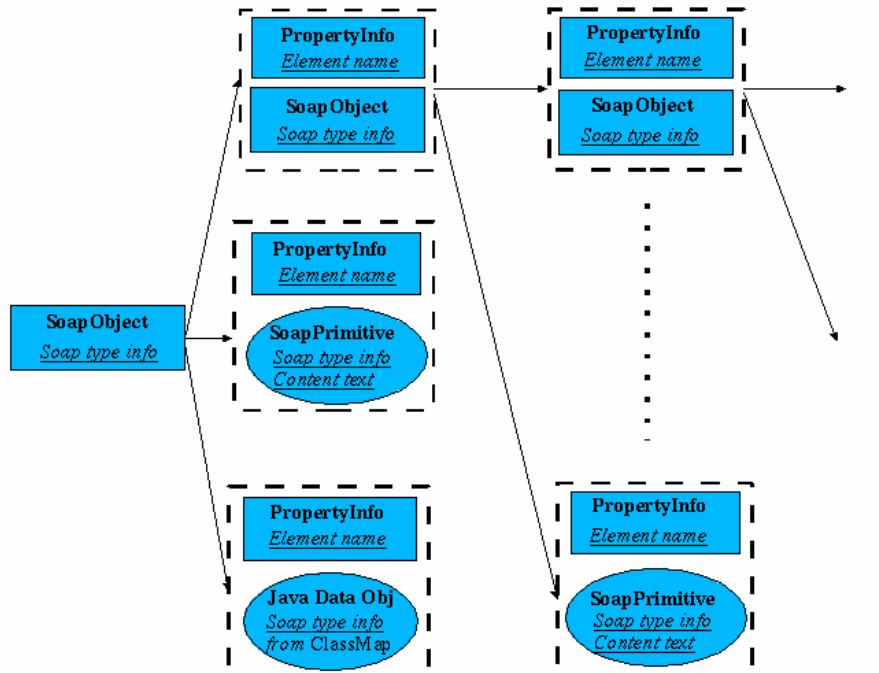 PropertyInfo
Element name
SoapObject
Soap type info
PropertyInfo
Element name
SoapObject
Soap type info
PropertyInfo
Element name
SoapPrimitive
Soap type info
Content text
SoapObject
Soap type info
PropertyInfo
Element name
Java Data Obj
Soap type info
from ClassMap
PropertyInfo
Element name
SoapPrimitive
Soap type info
Content text